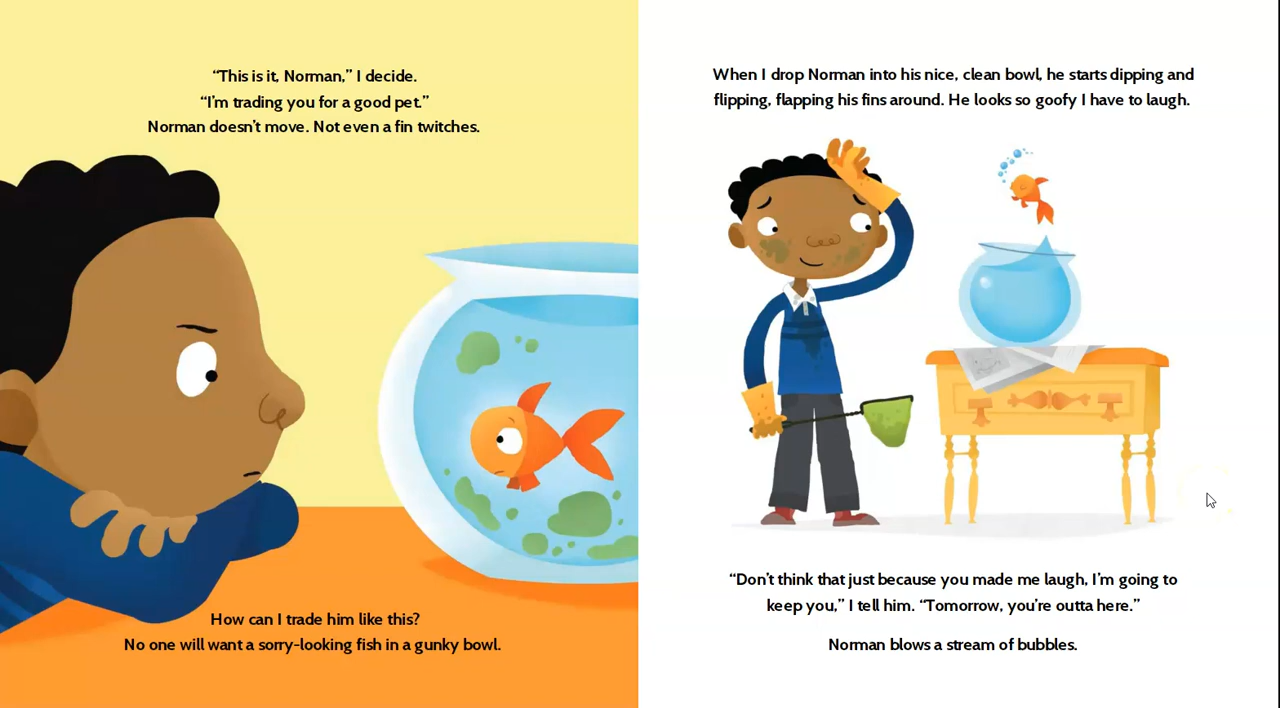 “This is it, Norman,” I decide.
“I’m trading you for a good pet.”
Norman doesn’t move. Not even a fin twitches.
How can I trade him like this?
No one will want a sorry-looking fish in a gunky bowl.
When I drop Norman into his nice, clean bowl, he starts dipping and
flipping, flapping his fins around. He looks so goofy I have to laugh.
“Don’t think that just because you made me laugh, I’m going to
keep you,” I tell him. “Tomorrow, you’re outta here.”
Norman blows a stream of bubbles.